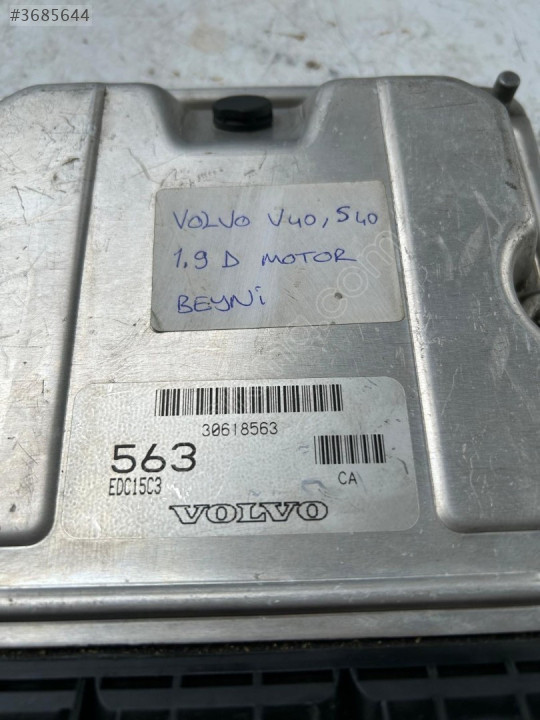 #3685644
VOLVO V40, S40
1.9 D MOTOR
BEYNİ
30618563
563
EDC15C3
CA
VOLVO